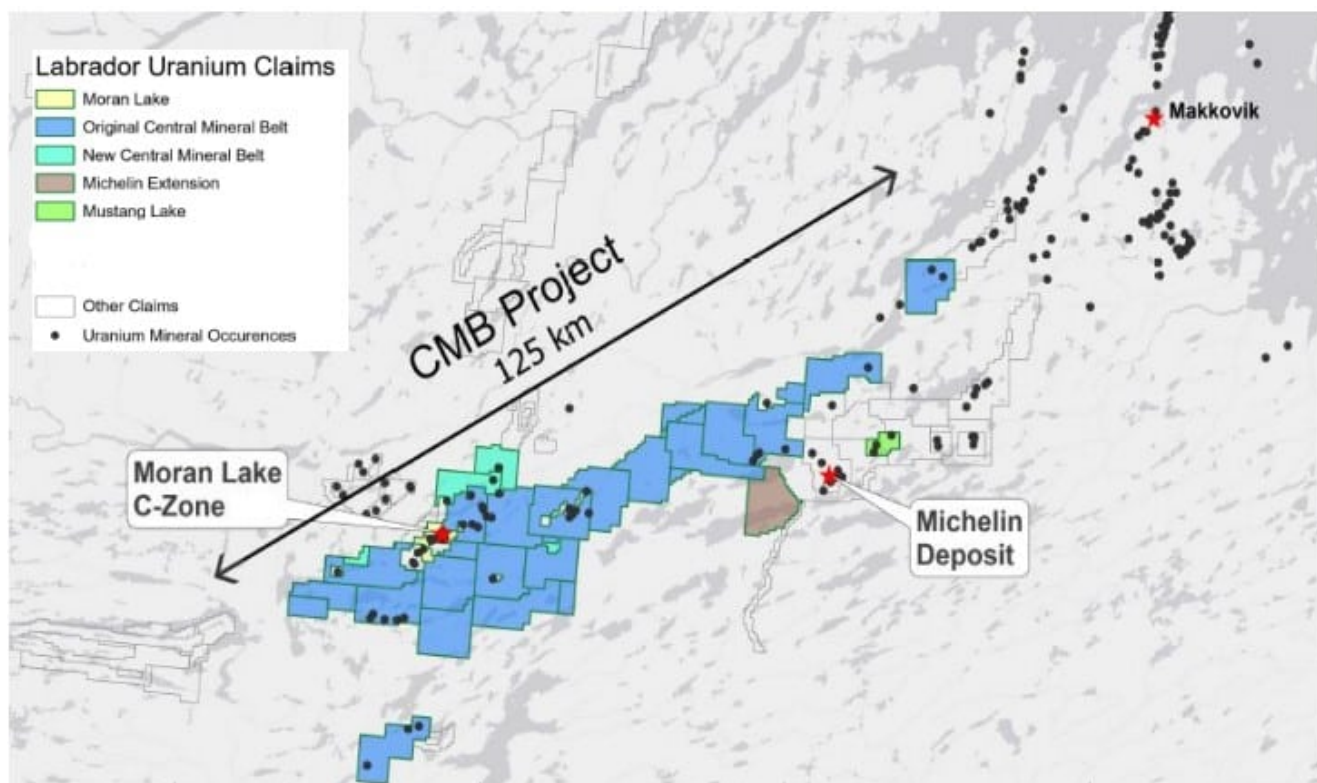 Labrador Uranium Claims
Moran Lake
Original Central Mineral Belt
New Central Mineral Belt
Michelin Extension
Mustang Lake
Other Claims
Uranium Mineral Occurences
CMB Project
125 km
Makkovik
Moran Lake
C-Zone
Michelin
Deposit